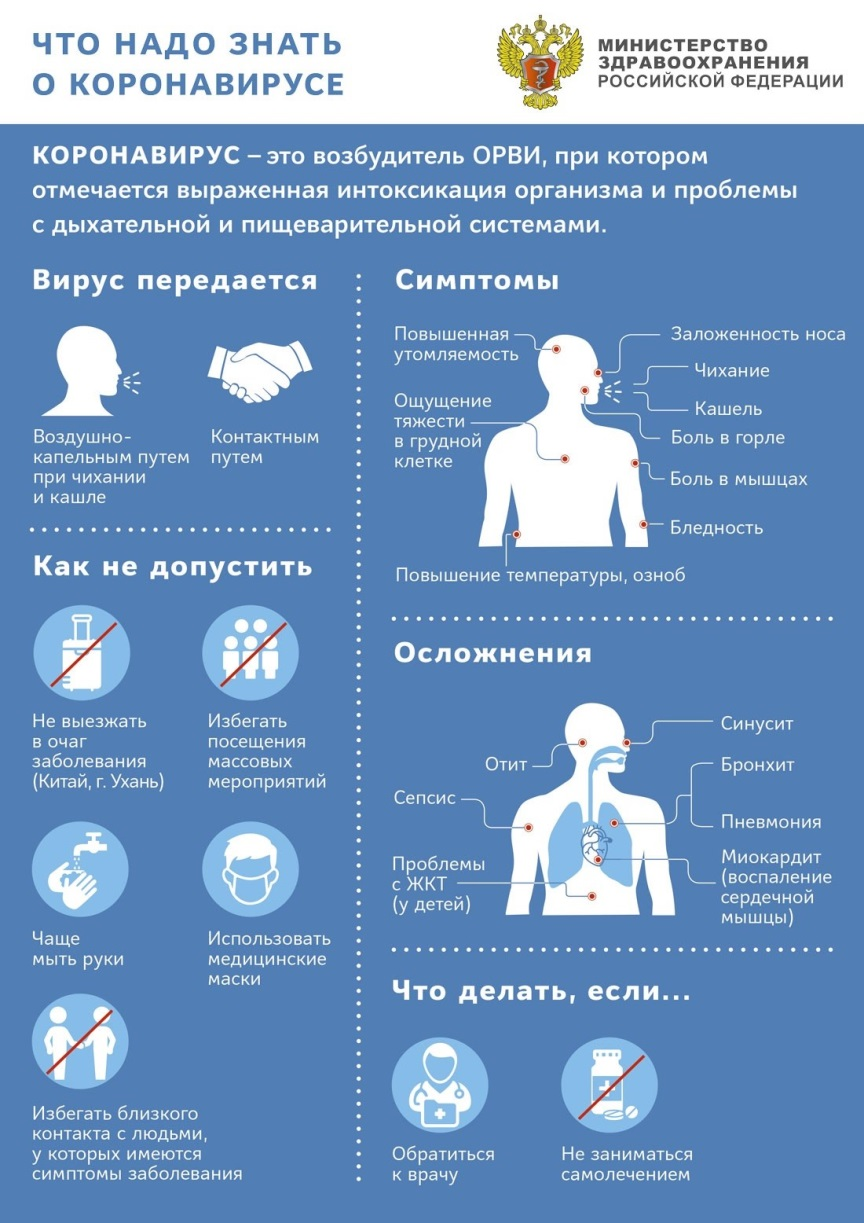 ЧТО НАДО ЗНАТЬ
О КОРОНАВИРУСЕ
МИНИСТЕРСТВО
ЗДРАВООХРАНЕНИЯ
РОССИЙСКОЙ ФЕДЕРАЦИИ
КОРОНАВИРУС – это возбудитель ОРВИ, при котором
отмечается выраженная интоксикация организма и проблемы
с дыхательной и пищеварительной системами.
Вирус передается
Воздушно-
капельным путем
при чихании
и кашле
Контактным
путем
Как не допустить
Не выезжать
в очаг
заболевания
(Китай, г. Ухань)
Избегать
посещения
массовых
мероприятий
Чаще
мыть руки
Использовать
медицинские
маски
Избегать близкого
контакта с людьми,
у которых имеются
симптомы заболевания
Симптомы
Повышенная
утомляемость
Ощущение
тяжести
в грудной
клетке
Заложенность носа
Чихание
Кашель
Боль в горле
Боль в мышцах
Бледность
Повышение температуры, озноб
Осложнения
Отит
Сепсис
Проблемы
с ЖКТ
(у детей)
Синусит
Бронхит
Пневмония
Миокардит
(воспаление
сердечной
мышцы)
Что делать, если...
Обратиться
к врачу
Не заниматься
самолечением